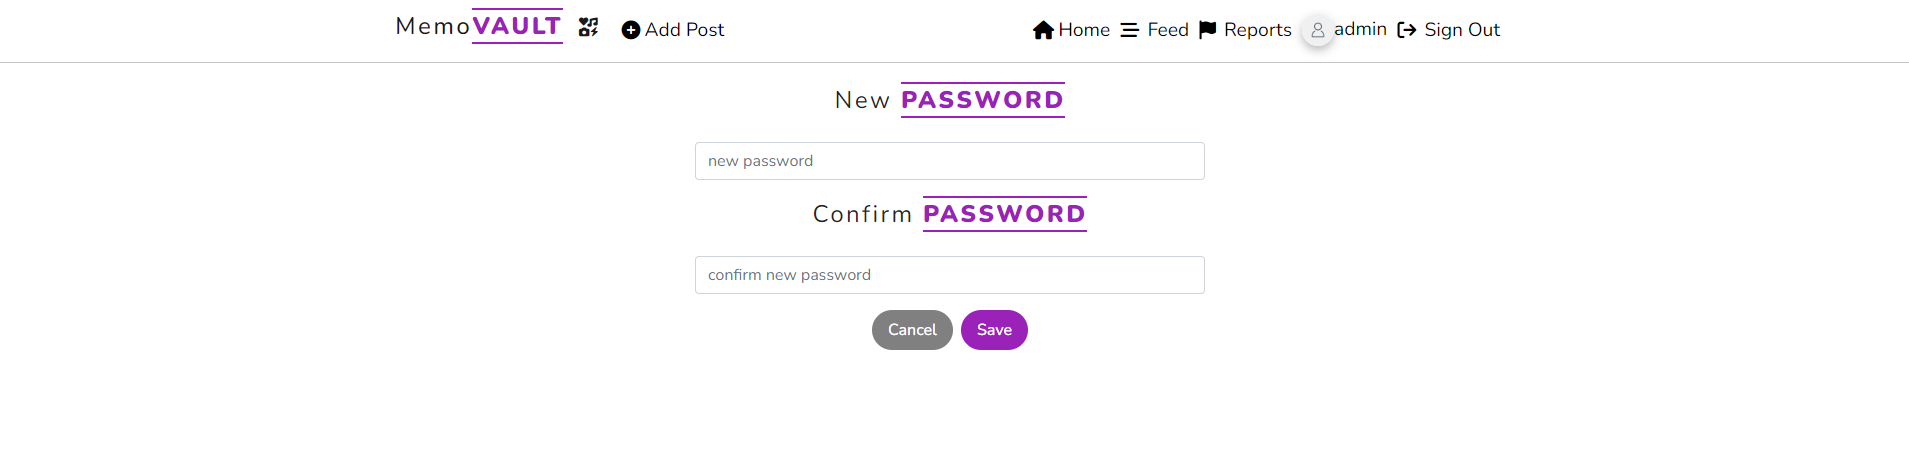 MemoVAULT Add Post Home Feed Reports admin Sign Out
New PASSWORD
new password
Confirm PASSWORD
confirm new password
Cancel Save